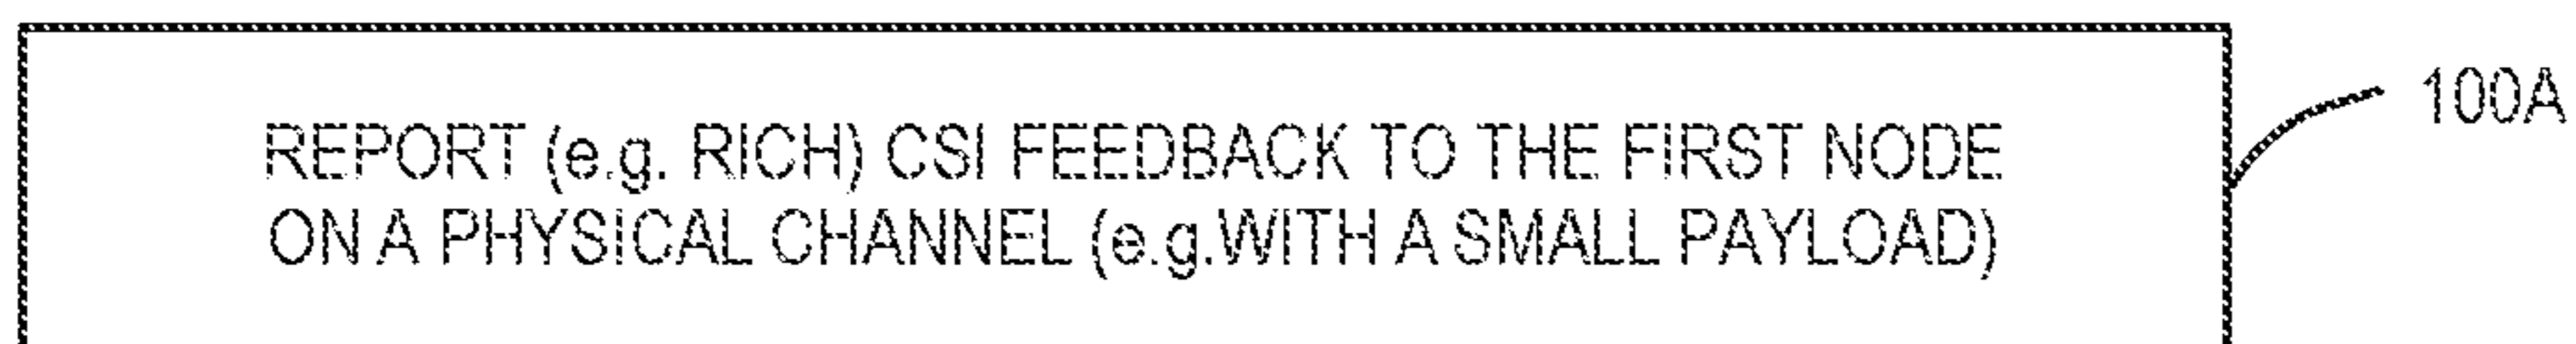 REPORT (e.g. RICH) CSI FEEDBACK TO THE FIRST NODE
ON A PHYSICAL CHANNEL (e.g.WITH A SMALL PAYLOAD)
100A